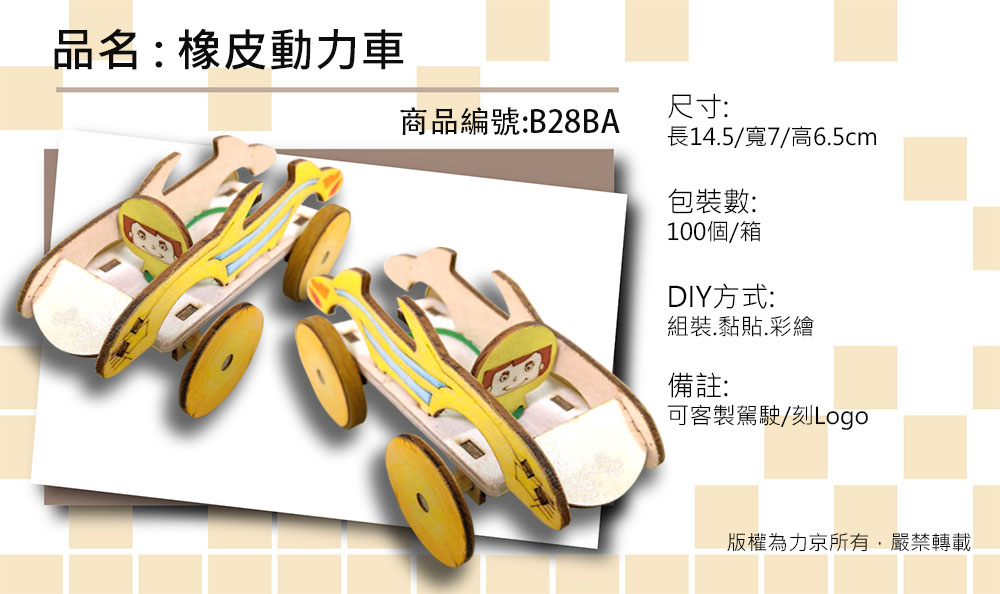 品名 : 橡皮動力車
商品編號:B28BA
尺寸:
長14.5/寬7/高6.5cm
包裝數:
100個/箱
DIY方式:
組裝.黏貼.彩繪
備註:
可客製駕駛/刻Logo
版權為力京所有，嚴禁轉載